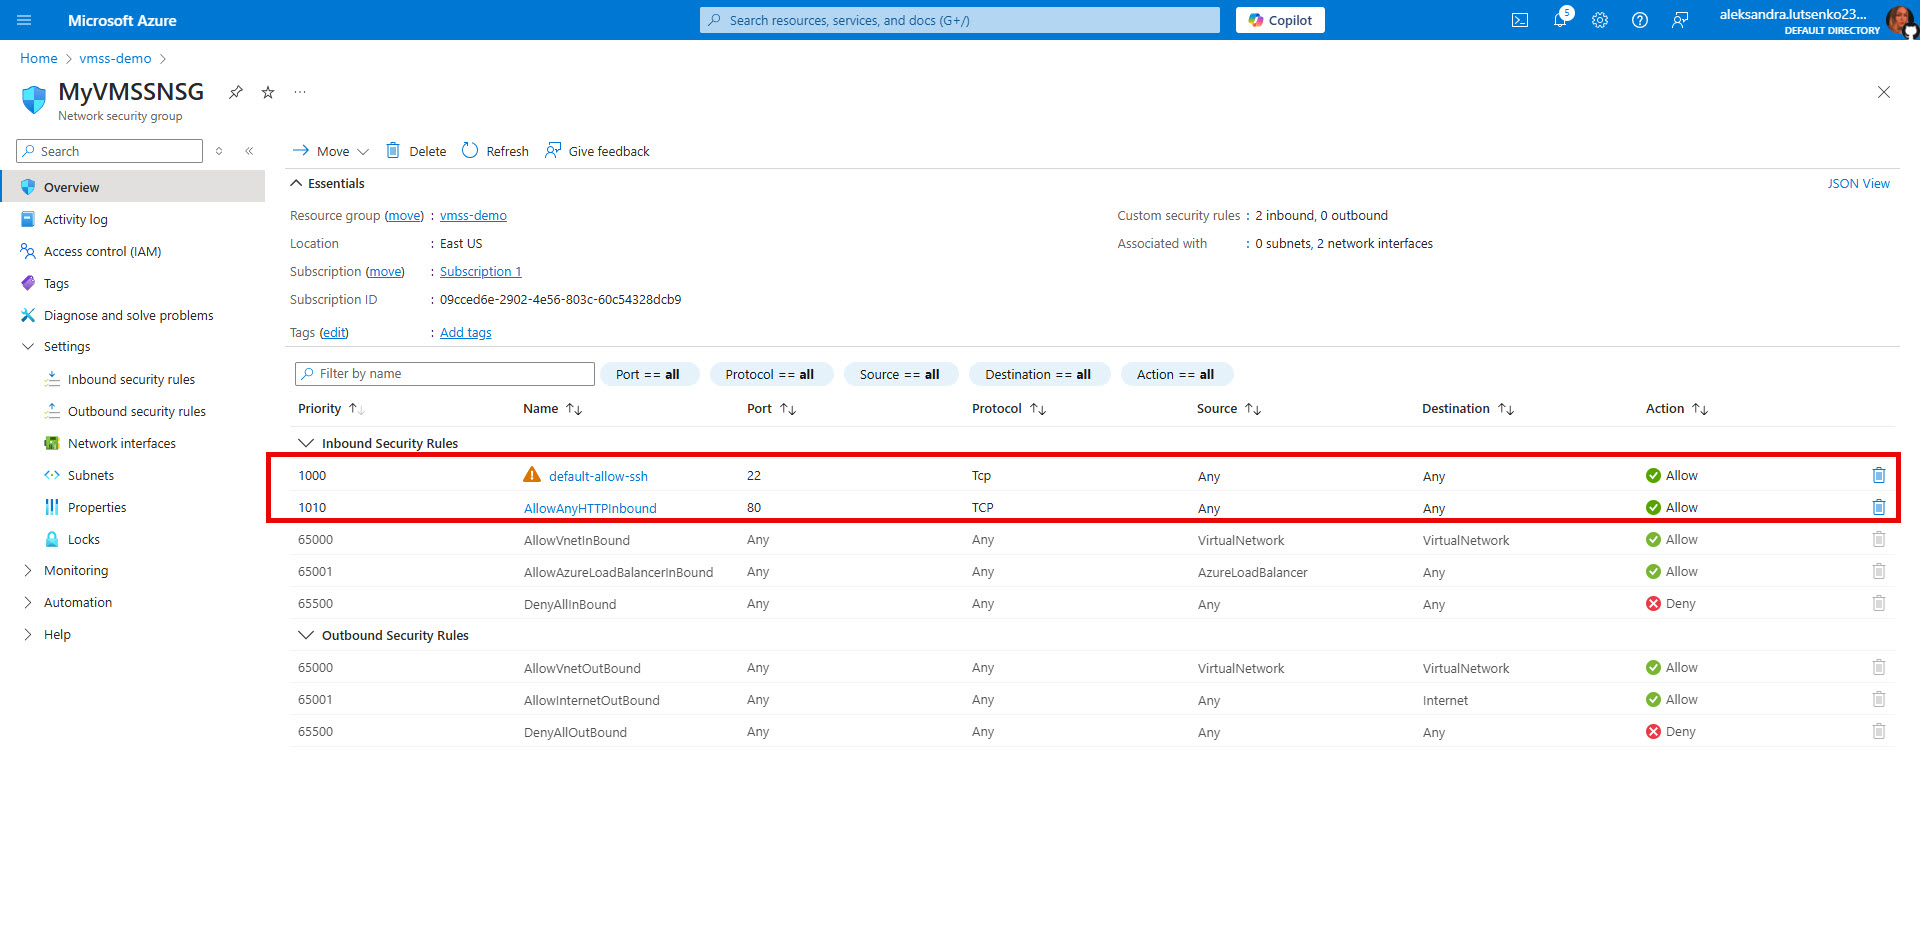 Microsoft Azure
Search resources, services, and docs (G+/)
Copilot
5
aleksandra.lutsenko23...
DEFAULT DIRECTORY
Home > vmss-demo >
MyVMSSNSG
Network security group
Search
Move
Delete
Refresh
Give feedback
Overview
Activity log
Access control (IAM)
Tags
Diagnose and solve problems
Settings
Inbound security rules
Outbound security rules
Network interfaces
Subnets
Properties
Locks
Monitoring
Automation
Help
Essentials
JSON View
Resource group (move) : vmss-demo
Location : East US
Subscription (move) : Subscription 1
Subscription ID : 09cced6e-2902-4e56-803c-60c54328dcb9
Tags (edit) : Add tags
Custom security rules : 2 inbound, 0 outbound
Associated with : 0 subnets, 2 network interfaces
Filter by name
Port == all
Protocol == all
Source == all
Destination == all
Action == all
Priority Name Port Protocol Source Destination Action
Inbound Security Rules
1000 default-allow-ssh 22 Tcp Any Any Allow
1010 AllowAnyHTTPInbound 80 TCP Any Any Allow
65000 AllowVnetInBound Any Any VirtualNetwork VirtualNetwork Allow
65001 AllowAzureLoadBalancerInBound Any Any AzureLoadBalancer Any Allow
65500 DenyAllInBound Any Any Any Any Deny
Outbound Security Rules
65000 AllowVnetOutBound Any Any VirtualNetwork VirtualNetwork Allow
65001 AllowInternetOutBound Any Any Any Internet Allow
65500 DenyAllOutBound Any Any Any Any Deny